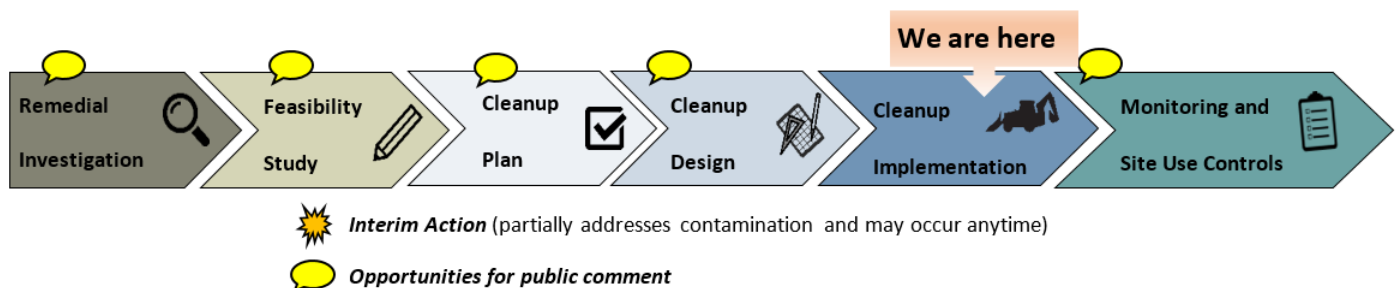 We are here
Remedial
Investigation
Feasibility
Study
Cleanup
Plan
Cleanup
Design
Cleanup
Implementation
Monitoring and
Site Use Controls
Interim Action (partially addresses contamination and may occur anytime)
Opportunities for public comment